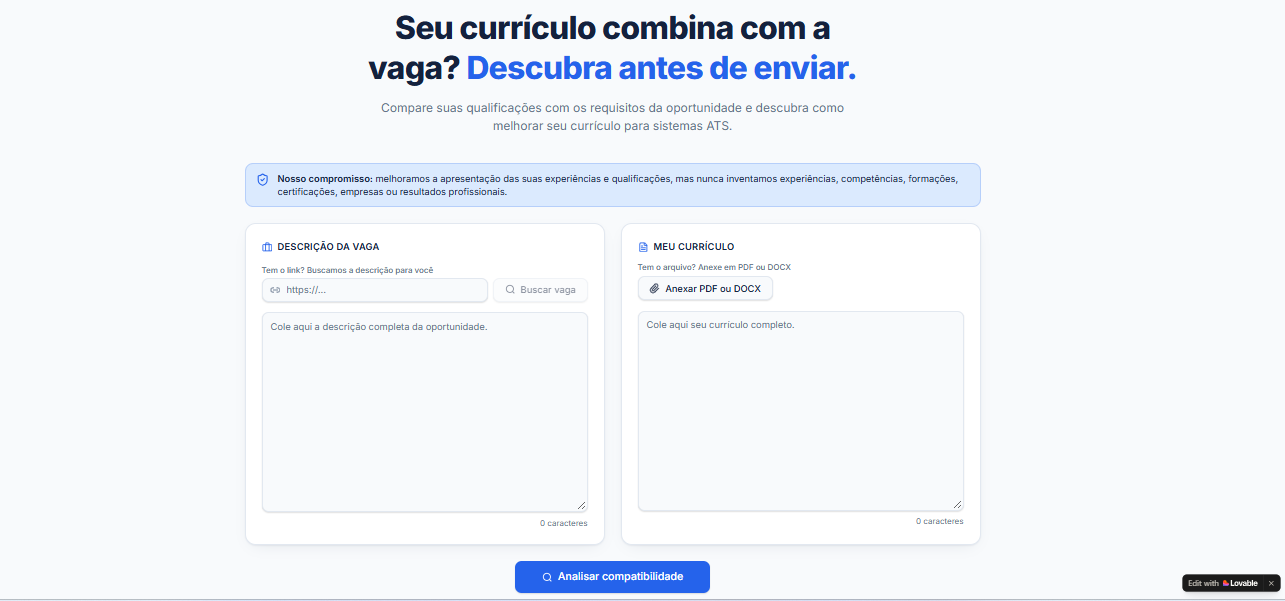 Seu currículo combina com a
vaga? Descubra antes de enviar.
Compare suas qualificações com os requisitos da oportunidade e descubra como
melhorar seu currículo para sistemas ATS.
Nosso compromisso: melhoramos a apresentação das suas experiências e qualificações, mas nunca inventamos experiências, competências, formações,
certificações, empresas ou resultados profissionais.
DESCRIÇÃO DA VAGA
Tem o link? Buscamos a descrição para você
https://...
Buscar vaga
Cole aqui a descrição completa da oportunidade.
0 caracteres
MEU CURRÍCULO
Tem o arquivo? Anexe em PDF ou DOCX
Anexar PDF ou DOCX
Cole aqui seu currículo completo.
0 caracteres
Analisar compatibilidade
Edit with Lovable